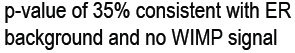 p-value of 35% consistent with ER
background and no WIMP signal